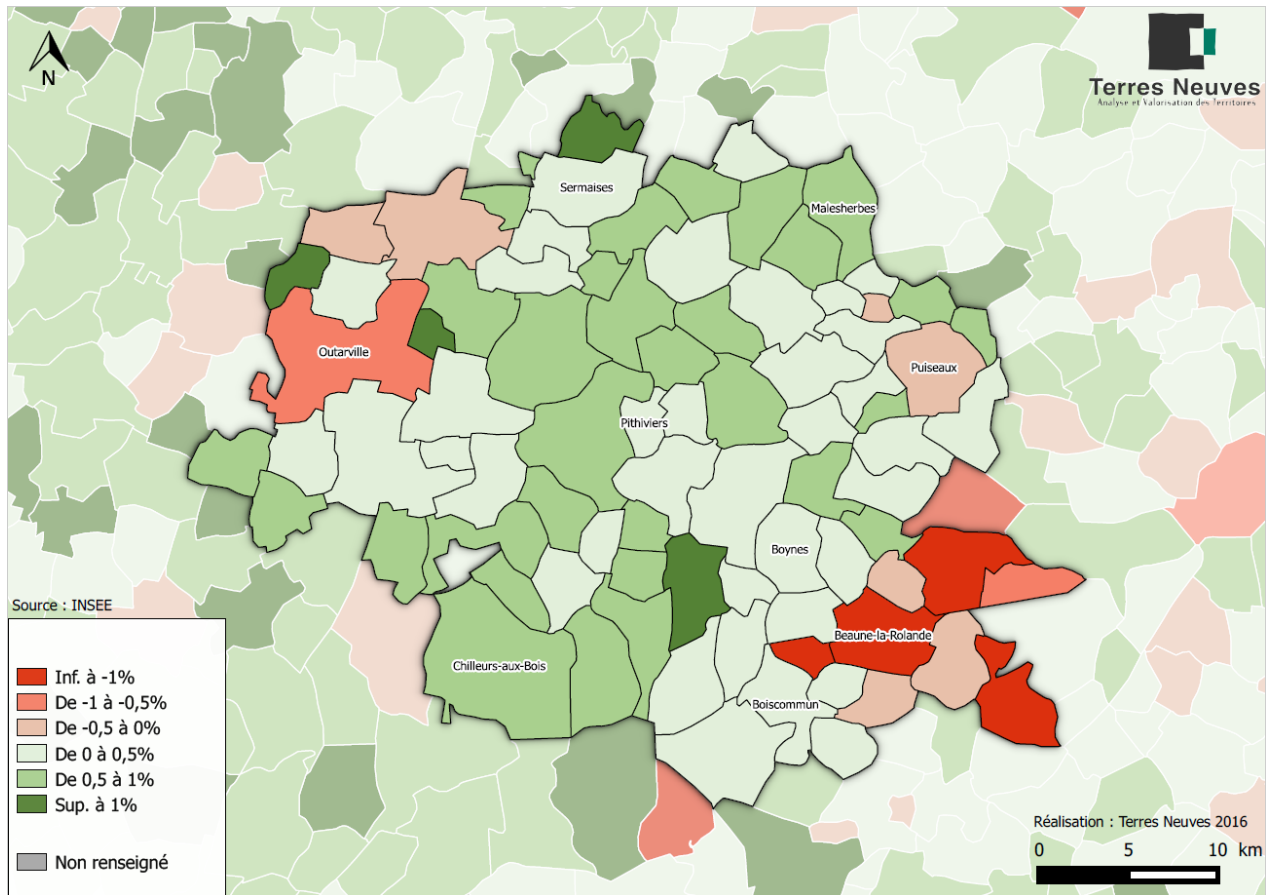 N
Terres Neuves
Analyse et Valorisation des Territoires
Sermaises
Malesherbes
Outarville
Puiseaux
Pithiviers
Boynes
Beaune-la-Rolande
Chilleurs-aux-Bois
Boiscommun
Source : INSEE
Inf. à -1%
De -1 à -0,5%
De -0,5 à 0%
De 0 à 0,5%
De 0,5 à 1%
Sup. à 1%
Non renseigné
Réalisation : Terres Neuves 2016
0 5 10 km